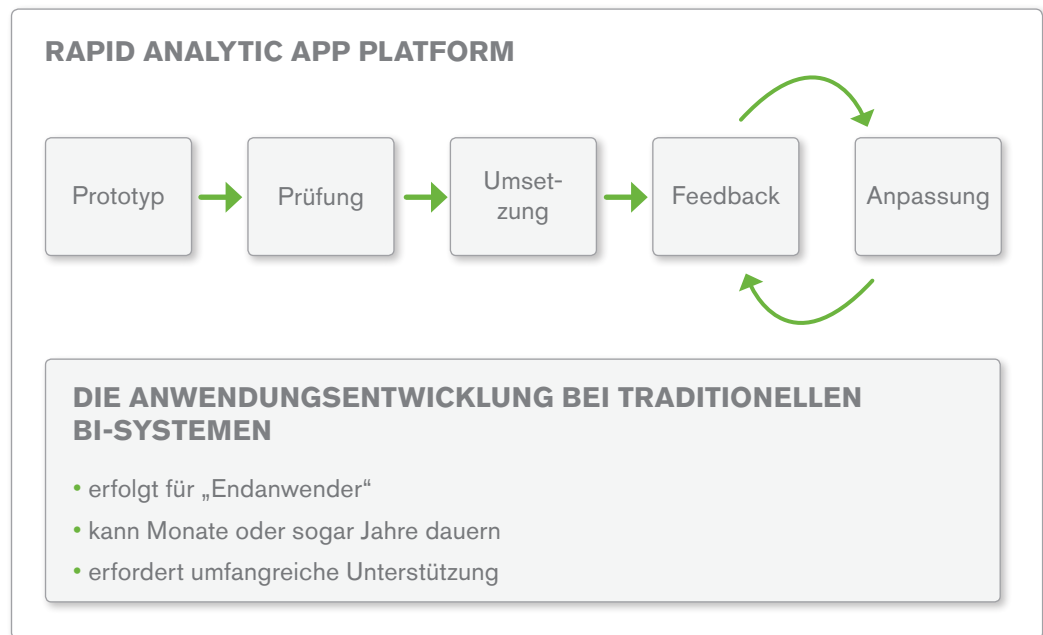 RAPID ANALYTIC APP PLATFORM
Prototyp
Prüfung
Umset-
zung
Feedback
Anpassung
DIE ANWENDUNGSENTWICKLUNG BEI TRADITIONELLEN
BI-SYSTEMEN
• erfolgt für „Endanwender“
• kann Monate oder sogar Jahre dauern
• erfordert umfangreiche Unterstützung